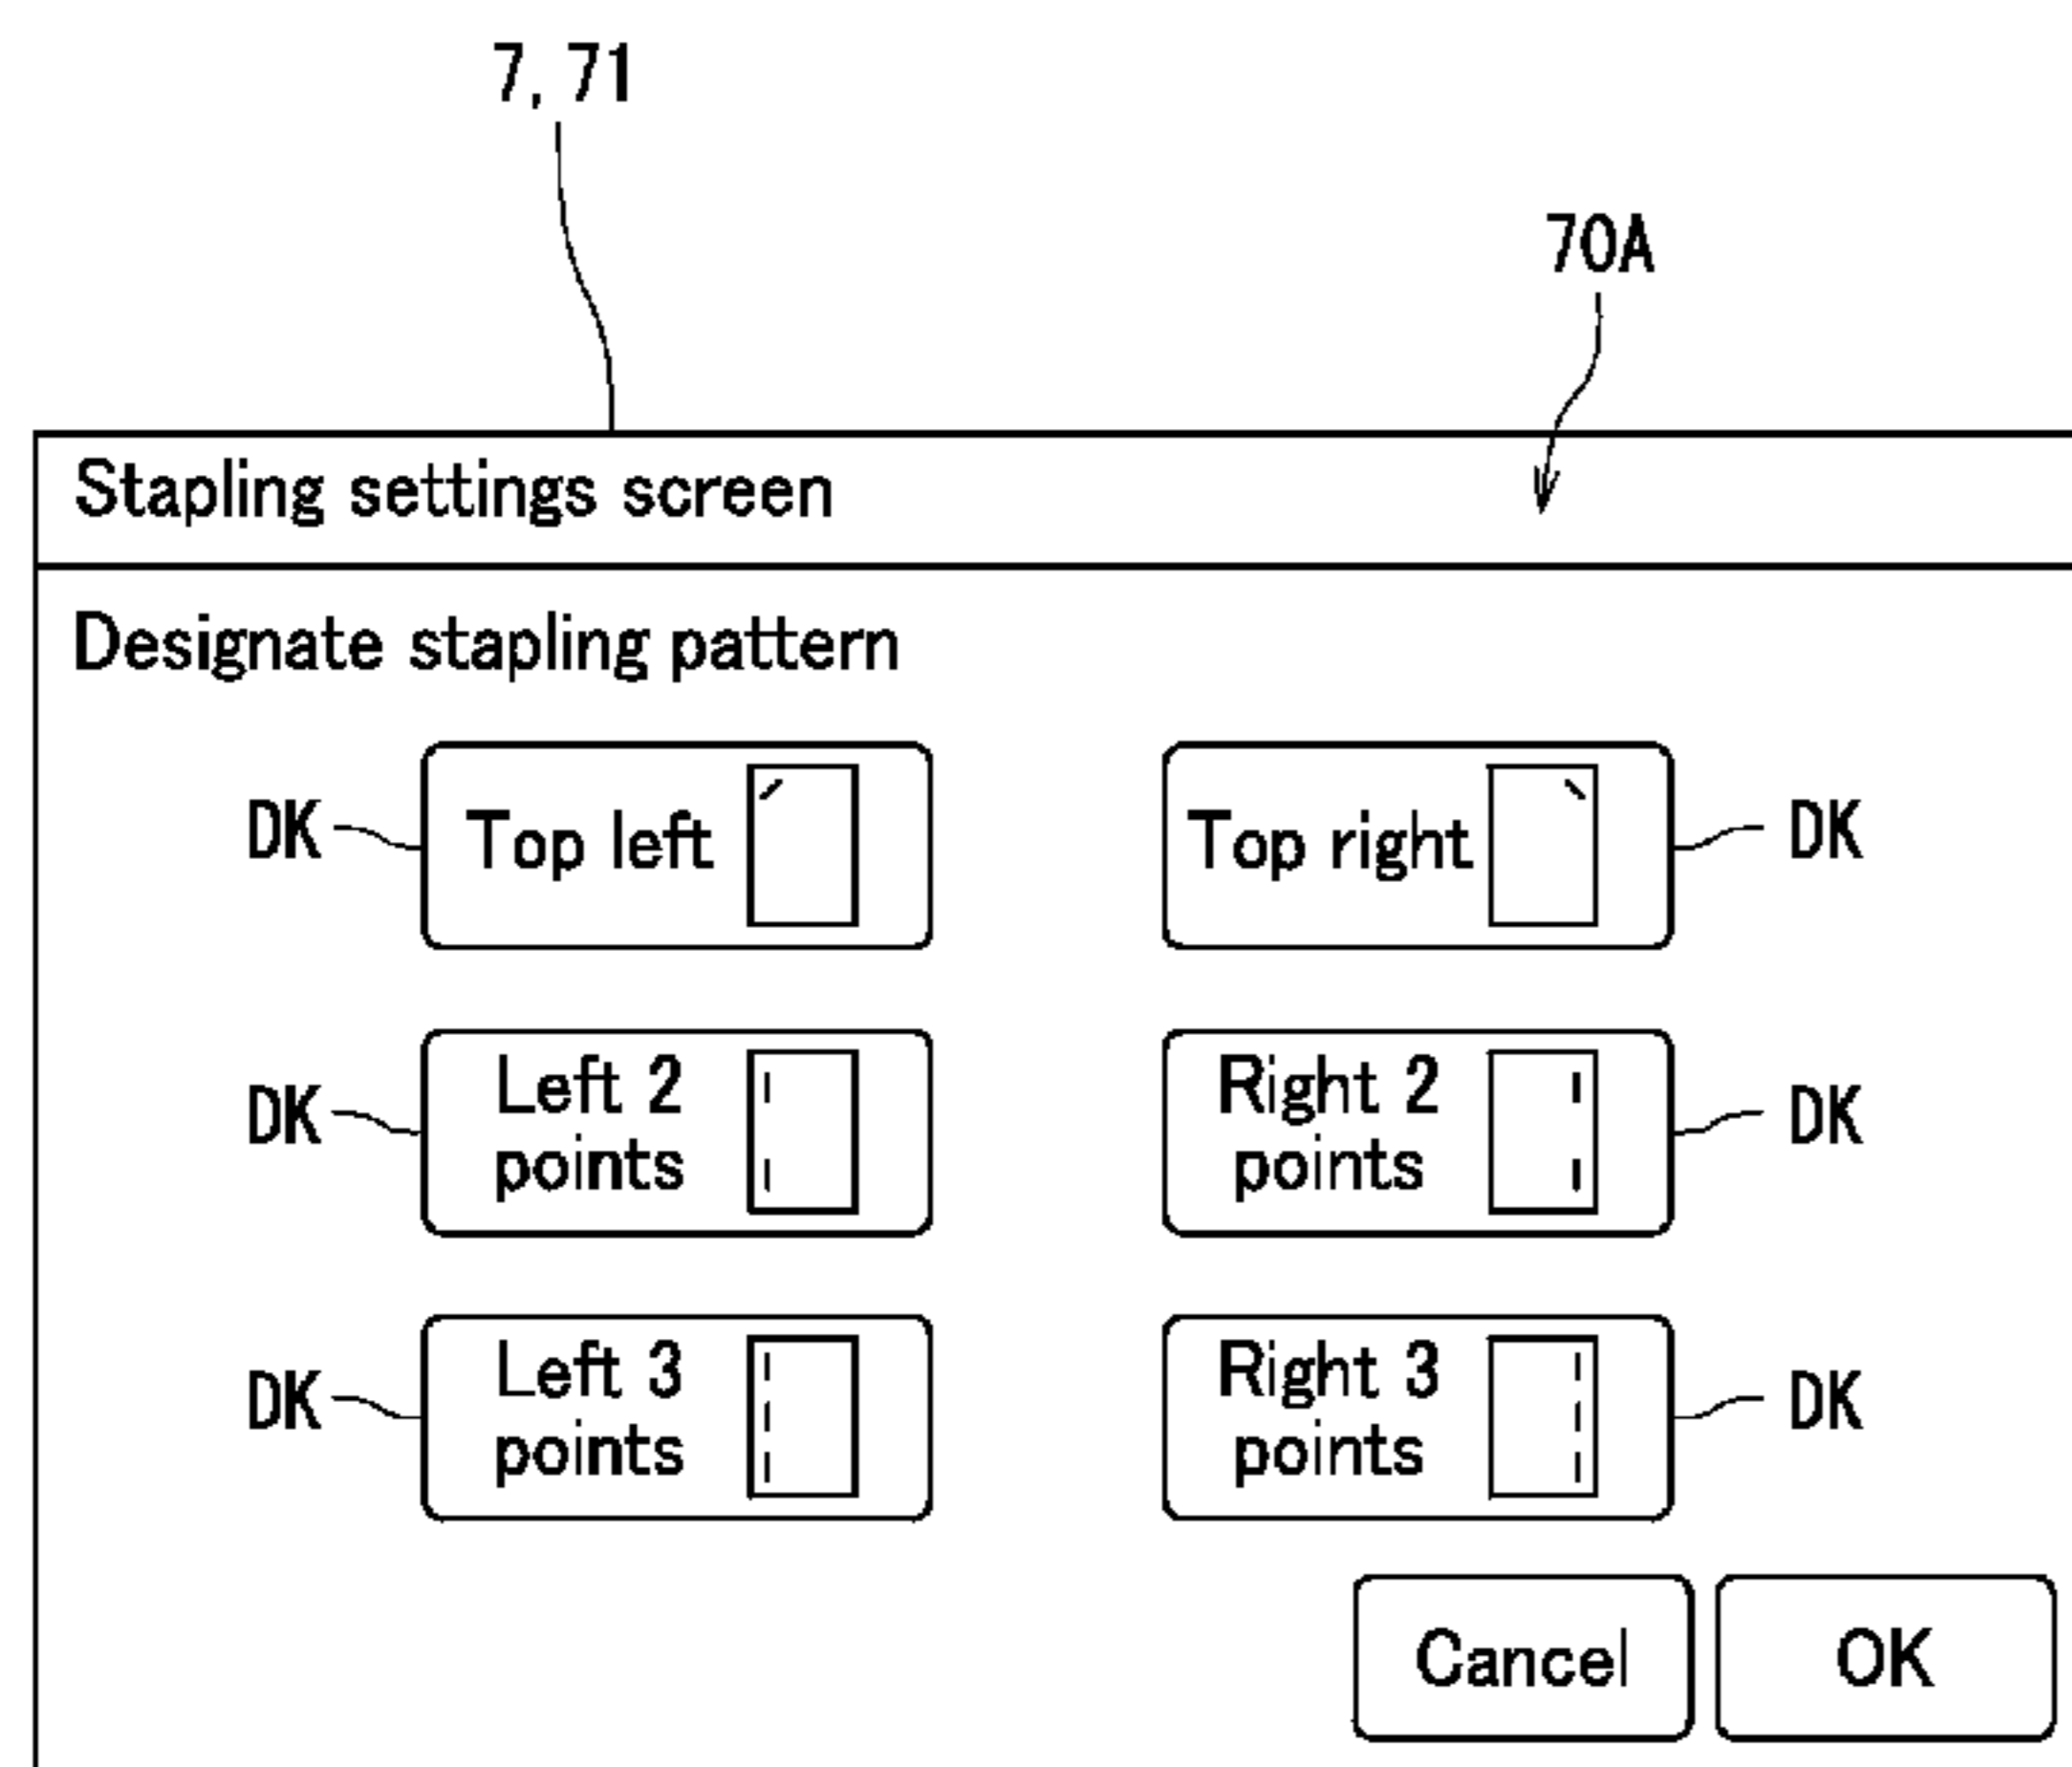 7, 71
70A
Stapling settings screen
Designate stapling pattern
DK Top left Top right DK
DK Left 2 points Right 2 points DK
DK Left 3 points Right 3 points DK
Cancel OK